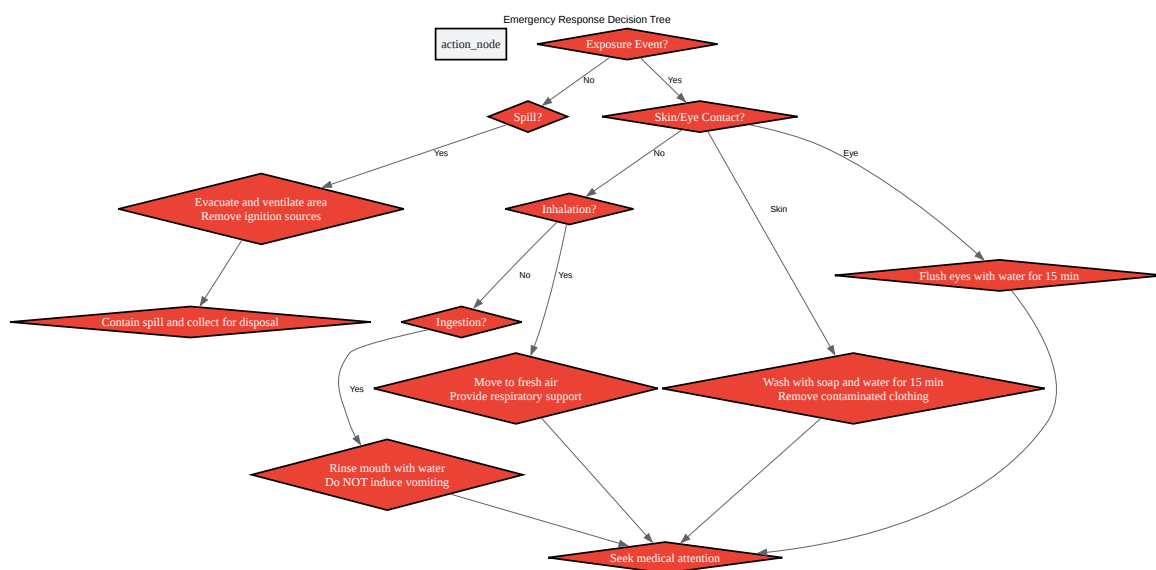 Emergency Response Decision Tree
action_node
Exposure Event?
No
Yes
Spill?
Skin/Eye Contact?
Yes
No
Eye
Evacuate and ventilate area
Remove ignition sources
Inhalation?
Skin
No
Yes
Flush eyes with water for 15 min
Contain spill and collect for disposal
Ingestion?
Yes
Move to fresh air
Provide respiratory support
Wash with soap and water for 15 min
Remove contaminated clothing
Rinse mouth with water
Do NOT induce vomiting
Seek medical attention